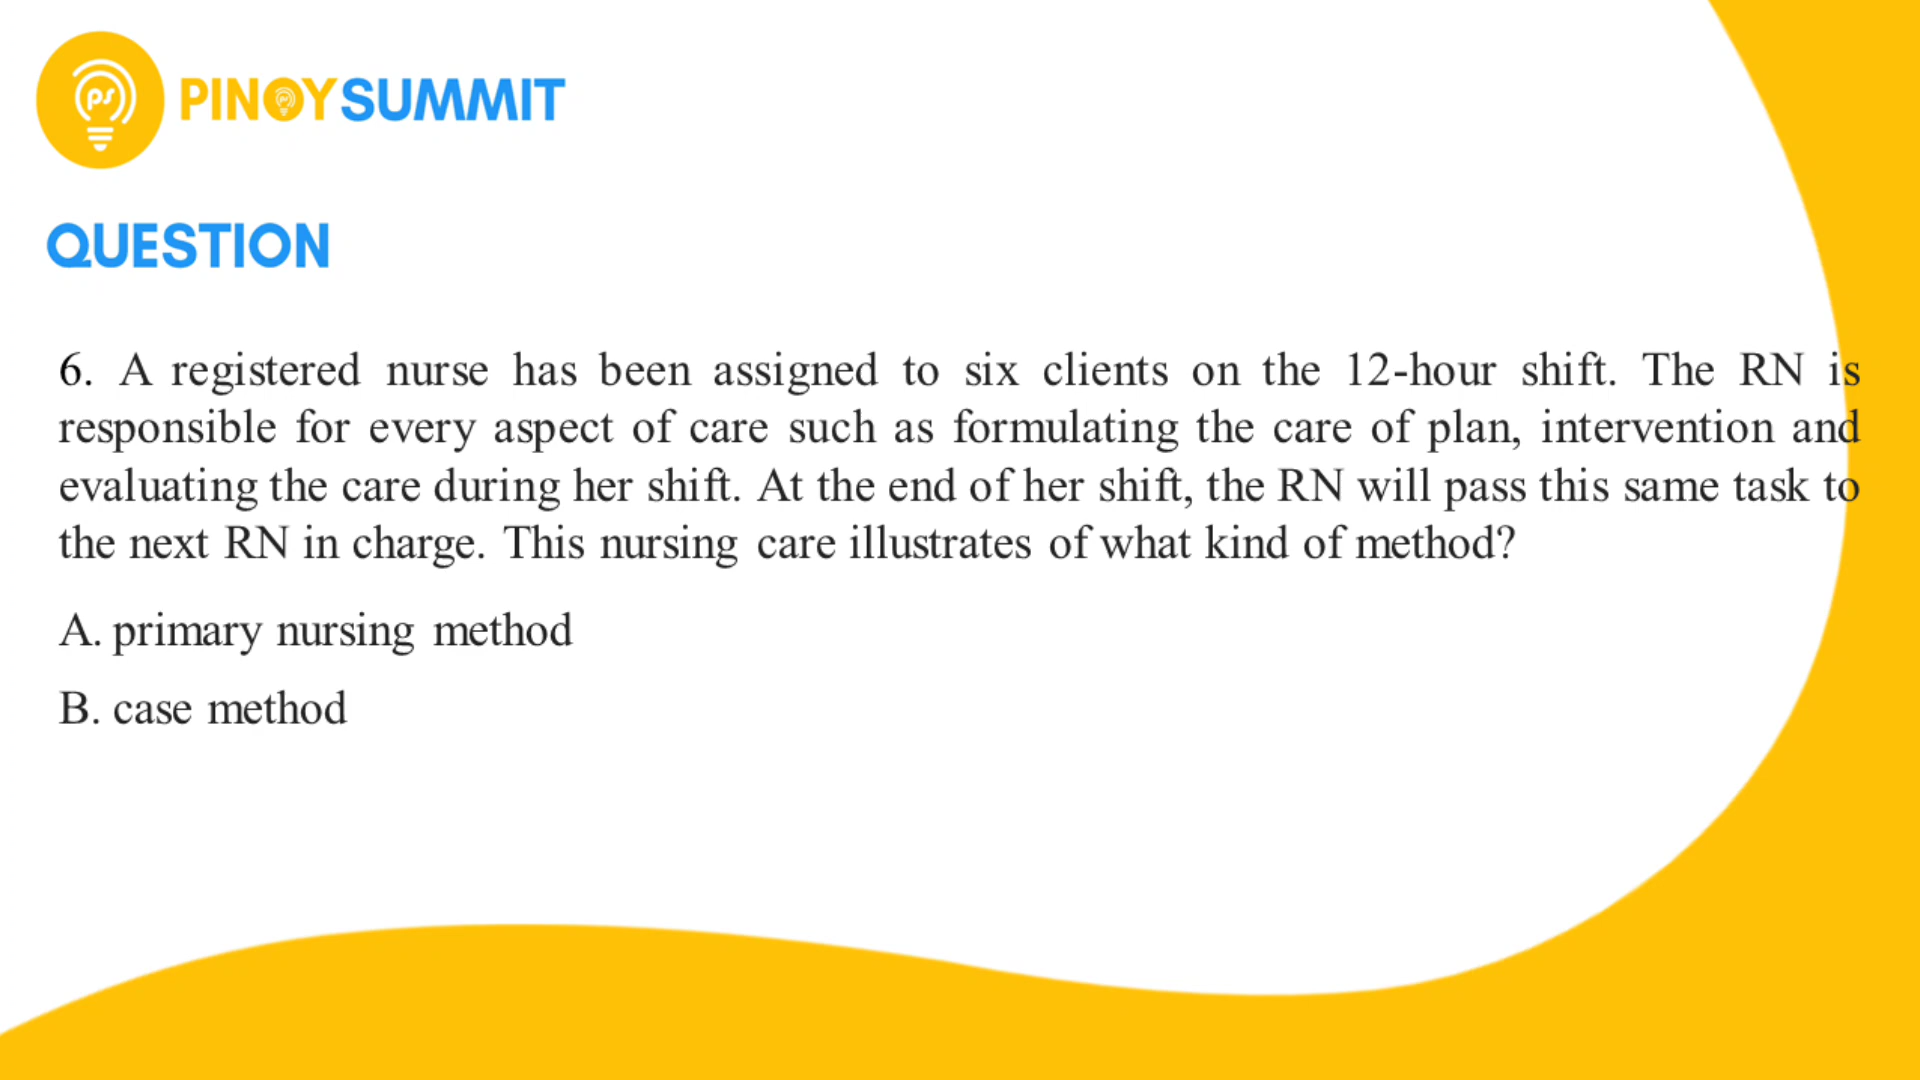 PINOY SUMMIT
QUESTION
6. A registered nurse has been assigned to six clients on the 12-hour shift. The RN is
responsible for every aspect of care such as formulating the care of plan, intervention and
evaluating the care during her shift. At the end of her shift, the RN will pass this same task to
the next RN in charge. This nursing care illustrates of what kind of method?
A. primary nursing method
B. case method